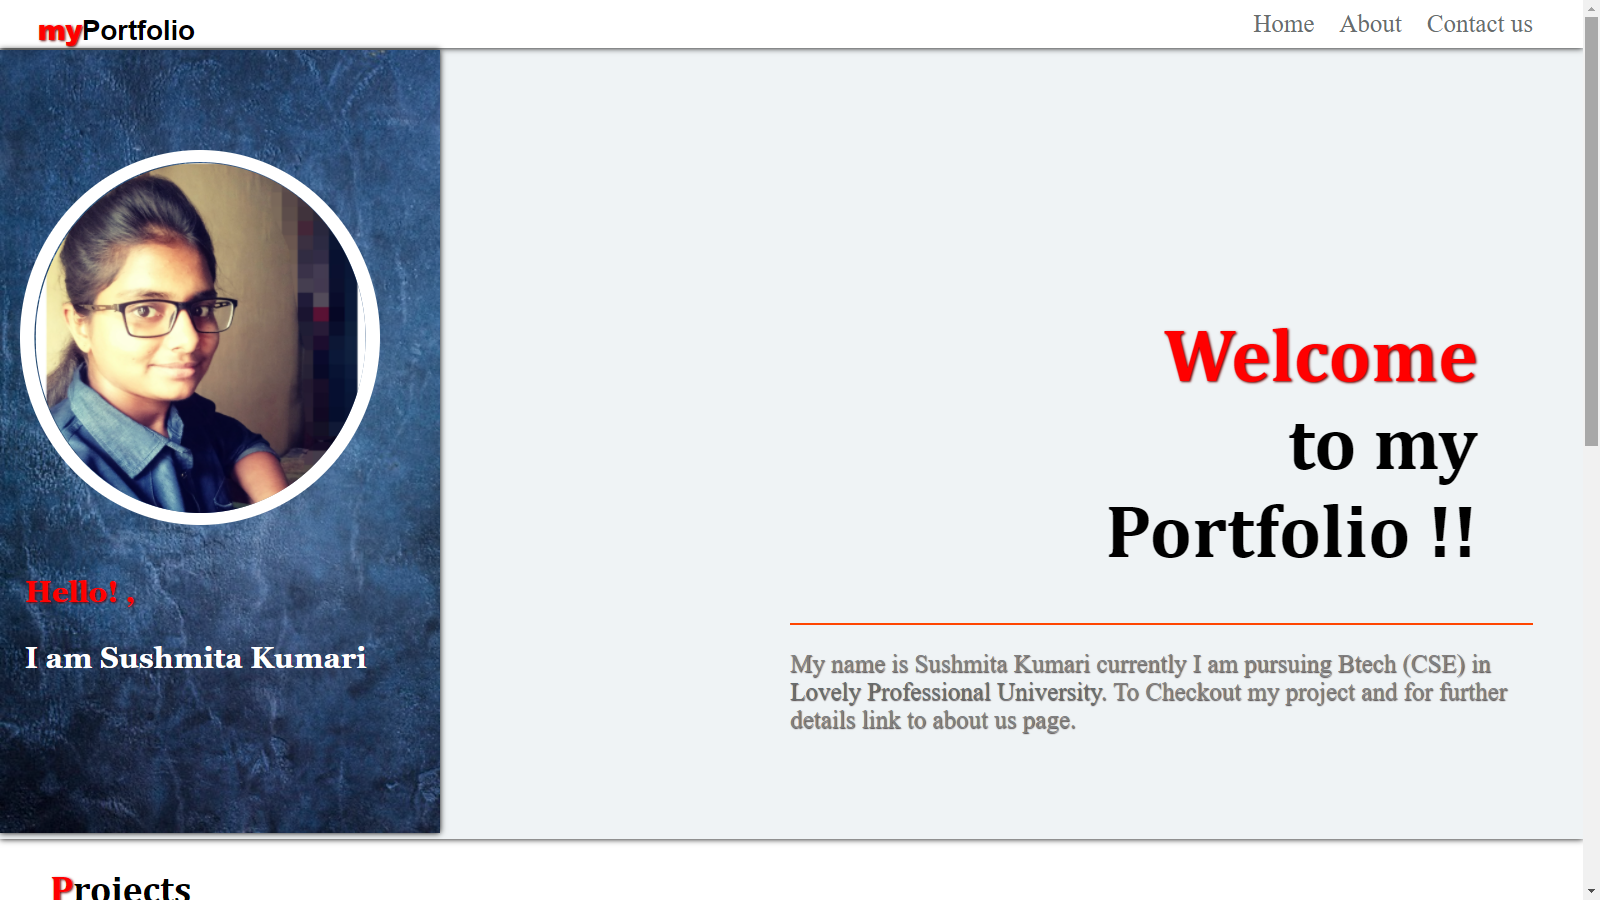 myPortfolio
Home About Contact us
Hello! ,
I am Sushmita Kumari
Welcome
to my
Portfolio !!
My name is Sushmita Kumari currently I am pursuing Btech (CSE) in
Lovely Professional University. To Checkout my project and for further
details link to about us page.
Projects